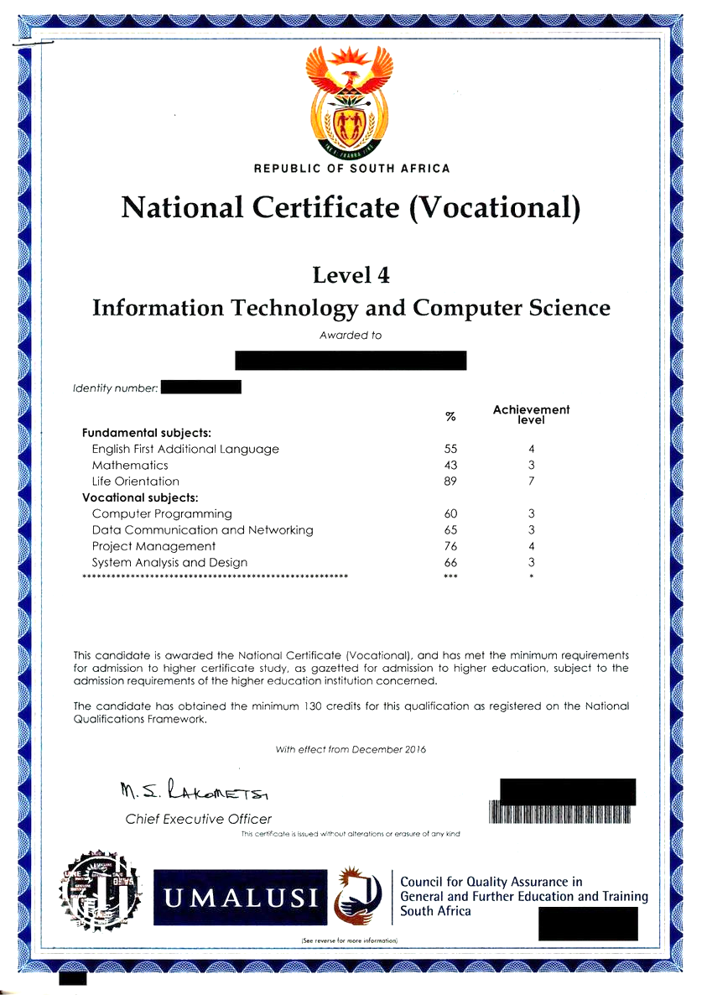 REPUBLIC OF SOUTH AFRICA
National Certificate (Vocational)
Level 4
Information Technology and Computer Science
Awarded to
Identity number:
% Achievement level
Fundamental subjects:
English First Additional Language 55 4
Mathematics 43 3
Life Orientation 89 7
Vocational subjects:
Computer Programming 60 3
Data Communication and Networking 65 3
Project Management 76 4
System Analysis and Design 66 3
******************************************************* *** *
This candidate is awarded the National Certificate (Vocational), and has met the minimum requirements
for admission to higher certificate study, as gazetted for admission to higher education, subject to the
admission requirements of the higher education institution concerned.
The candidate has obtained the minimum 130 credits for this qualification as registered on the National
Qualifications Framework.
With effect from December 2016
M.S. RAKOMETSI
Chief Executive Officer
This certificate is issued without alterations or erasure of any kind
UMALUSI
Council for Quality Assurance in
General and Further Education and Training
South Africa
(See reverse for more information)